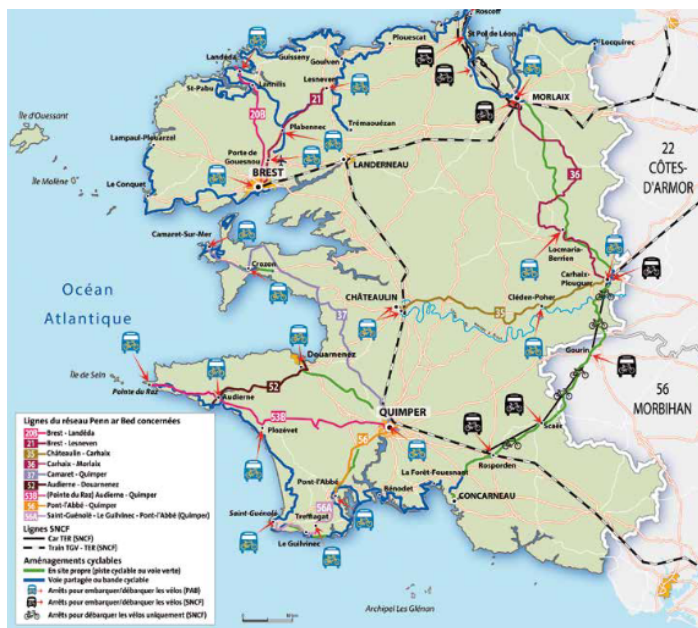 Roscoff
St Pol de Léon
Plouescat
Locquirec
Landéda
Guisseny
Goulven
Lesneven
St-Pabu
Lannilis
20B
21
MORLAIX
Île d'Ouessant
Lampaul-Plouarzel
Plabennec
Trémaouézan
Porte de
Gouesnou
BREST
LANDERNEAU
22
CÔTES-
D'ARMOR
Île Molène
Le Conquet
36
Camaret-Sur-Mer
Locmaria-
Berrien
Crozon
Carhaix-
Plouguer
Océan
Atlantique
CHÂTEAULIN
Cléden-Poher
35
37
Gourin
Douarnenez
Île de Sein
Pointe du Raz
52
56
MORBIHAN
Audierne
QUIMPER
53B
Scaër
Plozévet
56
Rosporden
La Forêt-Fouesnant
Pont-l'Abbé
Bénodet
CONCARNEAU
56A
Saint-Guénolé
Treffiagat
Le Guilvinec
Archipel Les Glénan
Lignes du réseau Penn ar Bed concernées
20B Brest - Landéda
21 Brest - Lesneven
35 Châteaulin - Carhaix
36 Carhaix - Morlaix
37 Camaret - Quimper
52 Audierne - Douarnenez
53B (Pointe du Raz) Audierne - Quimper
56 Pont-l'Abbé - Quimper
56A Saint-Guénolé - Le Guilvinec - Pont-l'Abbé (Quimper)
Lignes SNCF
Car TER (SNCF)
Train TGV - TER (SNCF)
Aménagements cyclables
En site propre (piste cyclable ou voie verte)
Voie partagée ou bande cyclable
Arrêts pour embarquer/débarquer les vélos (PAB)
Arrêts pour embarquer/débarquer les vélos (SNCF)
Arrêts pour débarquer les vélos uniquement (SNCF)